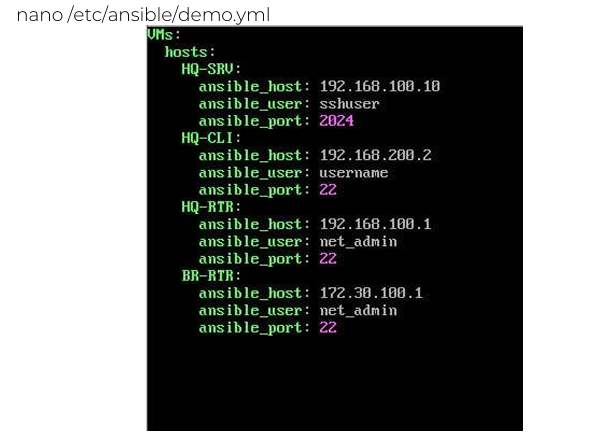 nano /etc/ansible/demo.yml
VMs:
  hosts:
    HQ-SRV:
      ansible_host: 192.168.100.10
      ansible_user: sshuser
      ansible_port: 2024
    HQ-CLI:
      ansible_host: 192.168.200.2
      ansible_user: username
      ansible_port: 22
    HQ-RTR:
      ansible_host: 192.168.100.1
      ansible_user: net_admin
      ansible_port: 22
    BR-RTR:
      ansible_host: 172.30.100.1
      ansible_user: net_admin
      ansible_port: 22